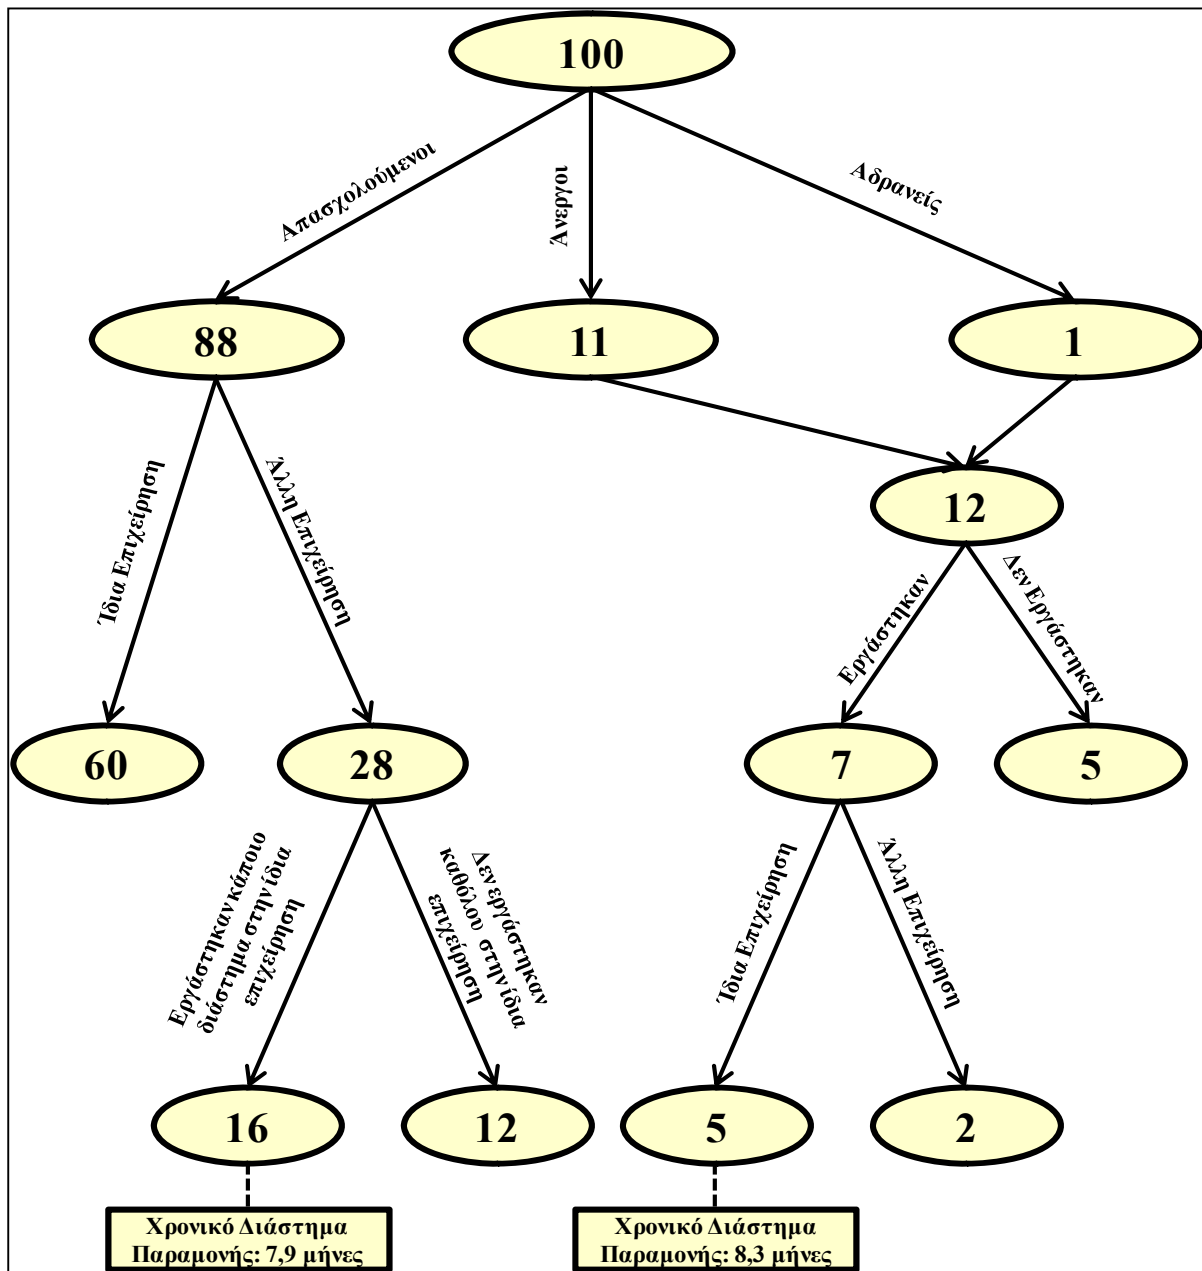 100
Απασχολούμενοι
Άνεργοι
Αδρανείς
88
11
1
Ίδια Επιχείρηση
Άλλη Επιχείρηση
12
Εργάστηκαν
Δεν Εργάστηκαν
60
28
7
5
Εργάστηκαν κάποιο
διάστημα στην ίδια
επιχείρηση
Δεν εργάστηκαν
καθόλου στην ίδια
επιχείρηση
Ίδια Επιχείρηση
Άλλη Επιχείρηση
16
12
5
2
Χρονικό Διάστημα
Παραμονής: 7,9 μήνες
Χρονικό Διάστημα
Παραμονής: 8,3 μήνες